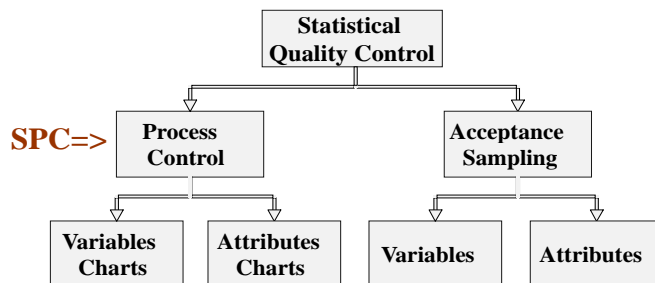 Statistical
Quality Control
SPC=>
Process
Control
Acceptance
Sampling
Variables
Charts
Attributes
Charts
Variables
Attributes